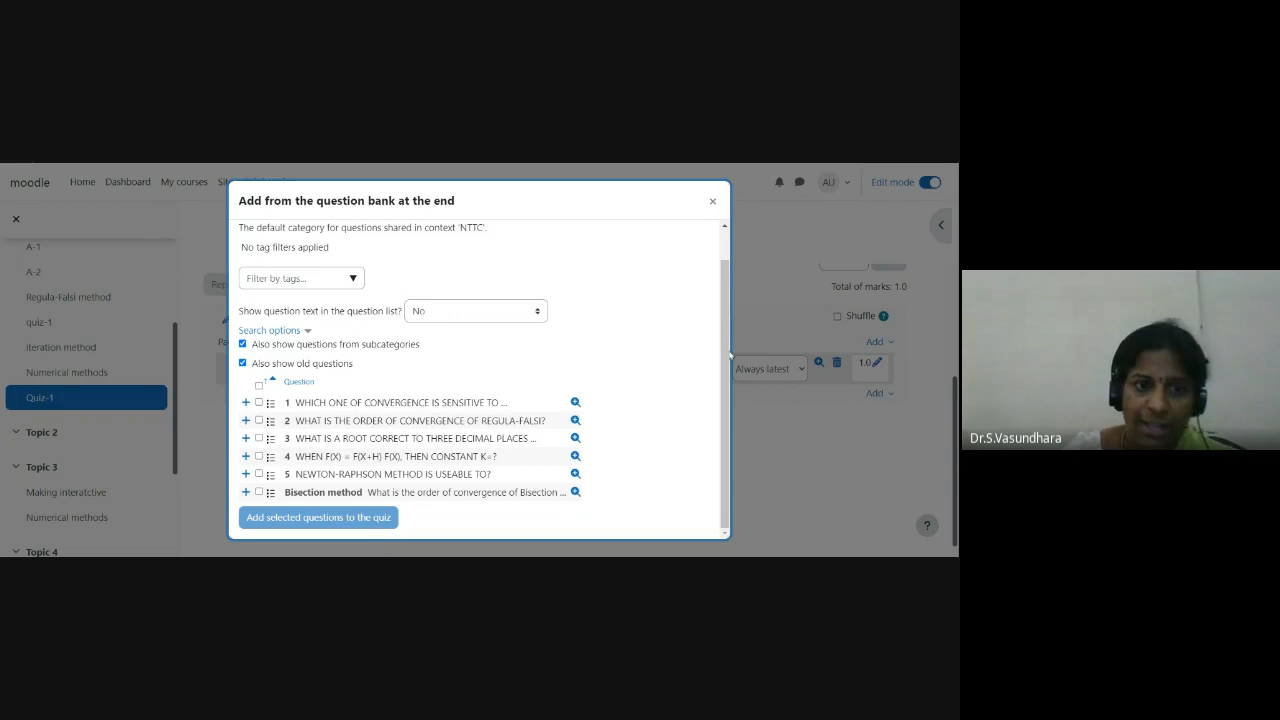 moodle
Home Dashboard My courses
AU Edit mode
Add from the question bank at the end
×
The default category for questions shared in context 'NTTC'.
No tag filters applied
Filter by tags...
Show question text in the question list? No
Search options
Also show questions from subcategories
Also show old questions
Question
1 WHICH ONE OF CONVERGENCE IS SENSITIVE TO ...
2 WHAT IS THE ORDER OF CONVERGENCE OF REGULA-FALSI?
3 WHAT IS A ROOT CORRECT TO THREE DECIMAL PLACES ...
4 WHEN F(X) = F(X+H) F(X), THEN CONSTANT K=?
5 NEWTON-RAPHSON METHOD IS USEABLE TO?
Bisection method What is the order of convergence of Bisection ...
Add selected questions to the quiz
A-1
A-2
Regula-Falsi method
quiz-1
iteration method
Numerical methods
Quiz-1
Topic 2
Topic 3
Making interatctive
Numerical methods
Topic 4
Total of marks: 1.0
Shuffle ?
Add
Always latest
1.0
Add
?
Dr.S.Vasundhara